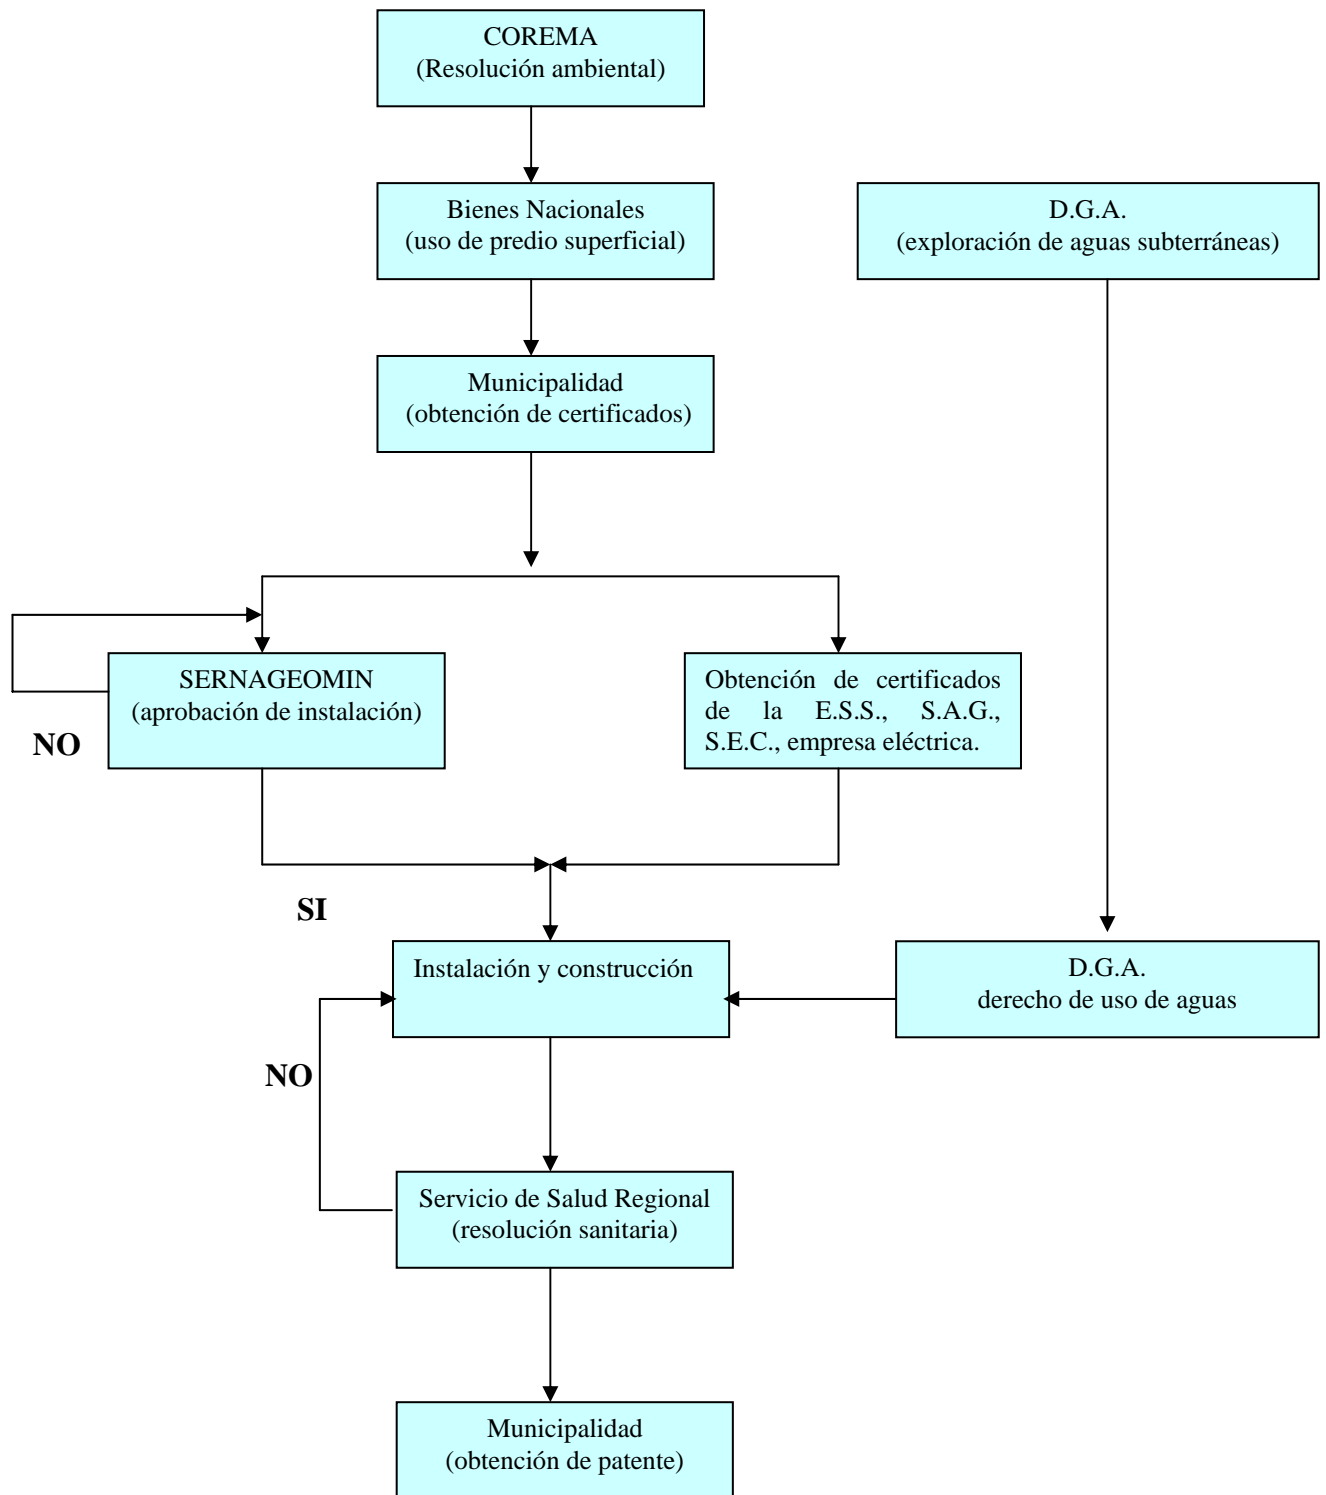 COREMA
(Resolución ambiental)
Bienes Nacionales
(uso de predio superficial)
D.G.A.
(exploración de aguas subterráneas)
Municipalidad
(obtención de certificados)
SERNAGEOMIN
(aprobación de instalación)
NO
Obtención de certificados
de la E.S.S., S.A.G.,
S.E.C., empresa eléctrica.
SI
Instalación y construcción
D.G.A.
derecho de uso de aguas
NO
Servicio de Salud Regional
(resolución sanitaria)
Municipalidad
(obtención de patente)